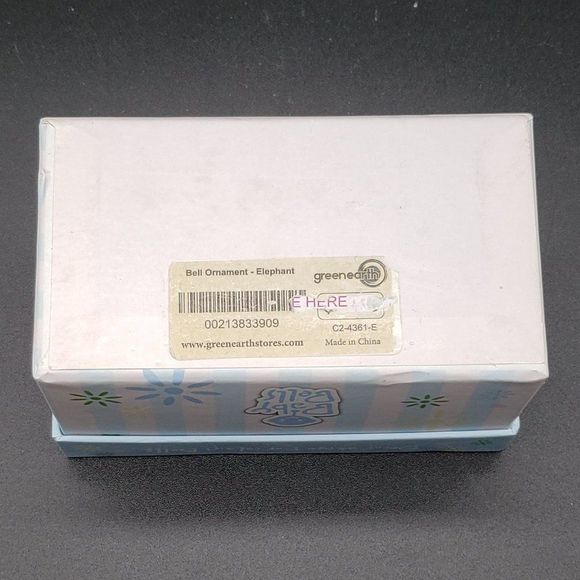 Bell Ornament - Elephant
greenearth
E HERE
00213833909
C2-4361-E
www.greenearthstores.com
Made in China